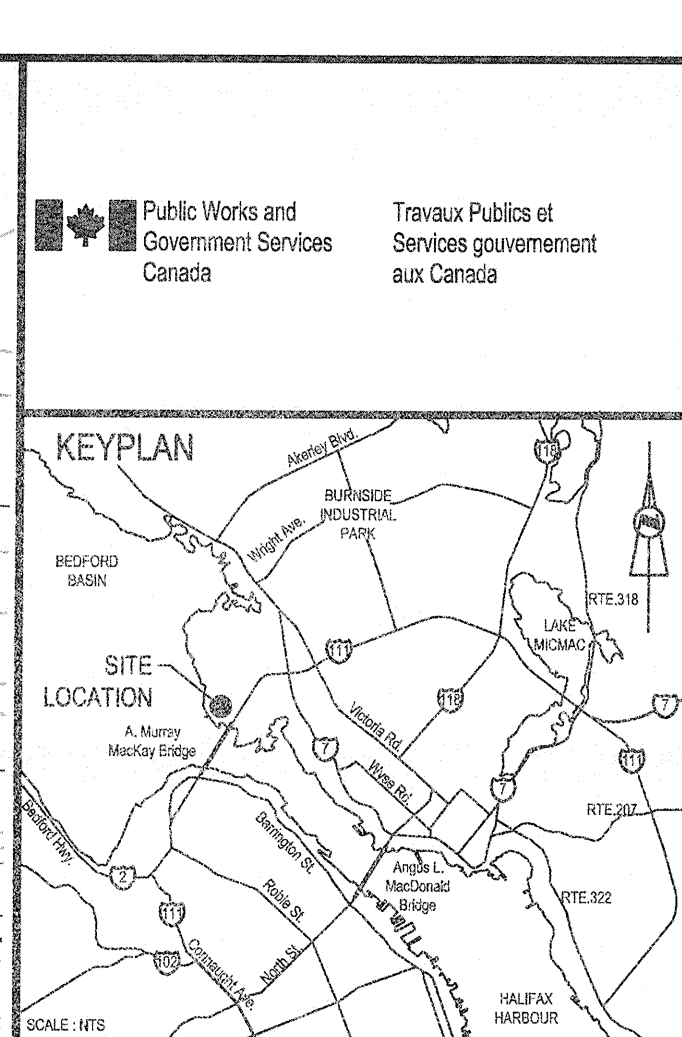 Public Works and
Government Services
Canada
Travaux Publics et
Services gouvernement
aux Canada
KEYPLAN
Akerley Blvd.
118
BURNSIDE
INDUSTRIAL
PARK
Wright Ave.
BEDFORD
BASIN
RTE.318
LAKE
MICMAC
111
SITE
LOCATION
118
7
Victoria Rd.
A. Murray
MacKay Bridge
7
111
Wyse Rd.
7
Bedford Hwy.
RTE.207
Barrington St.
Angus L.
MacDonald
Bridge
2
Robie St.
RTE.322
111
North St.
102
Connaught Ave.
HALIFAX
HARBOUR
SCALE : NTS